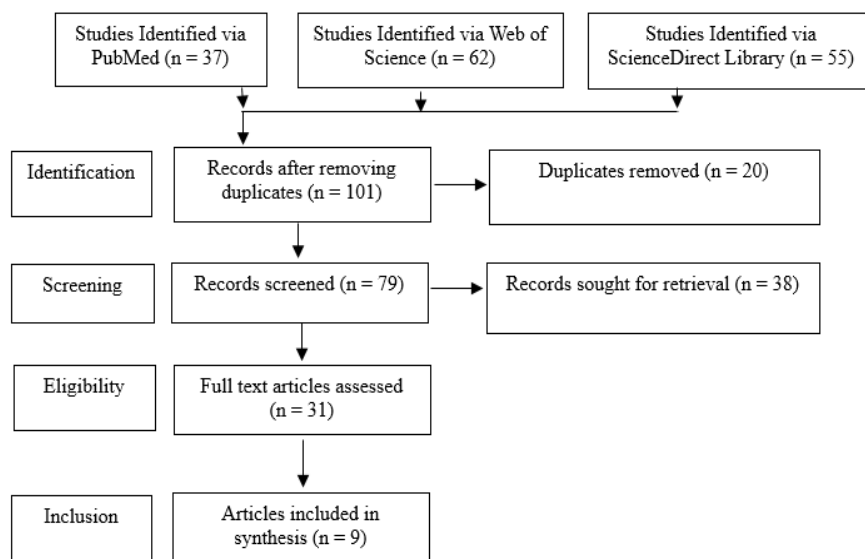 Studies Identified via
PubMed (n = 37)
Studies Identified via Web of
Science (n = 62)
Studies Identified via
ScienceDirect Library (n = 55)
Identification
Records after removing
duplicates (n = 101)
Duplicates removed (n = 20)
Screening
Records screened (n = 79)
Records sought for retrieval (n = 38)
Eligibility
Full text articles assessed
(n = 31)
Inclusion
Articles included in
synthesis (n = 9)